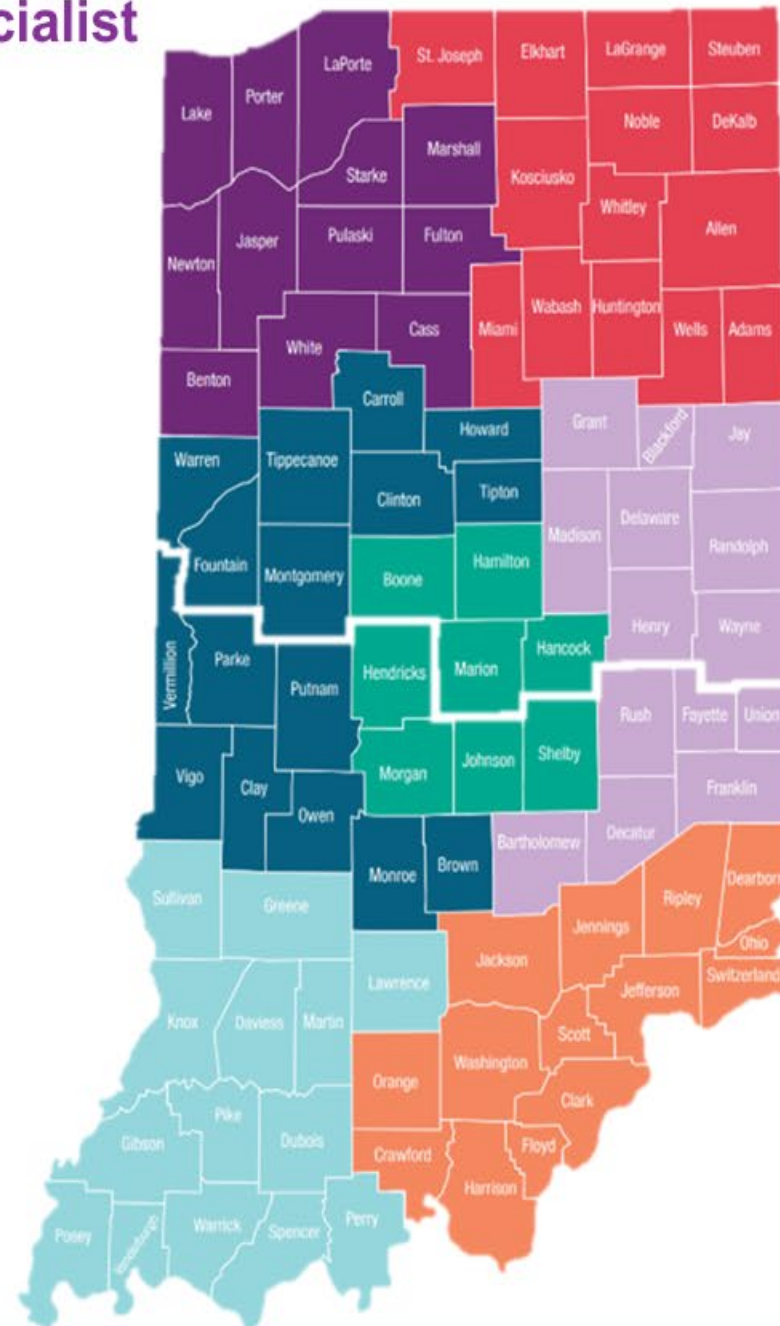 cialist
LaPorte
St. Joseph
Elkhart
LaGrange
Steuben
Lake
Porter
Noble
DeKalb
Marshall
Starke
Kosciusko
Whitley
Allen
Newton
Jasper
Pulaski
Fulton
Wabash
Huntington
Miami
Wells
Adams
White
Cass
Benton
Carroll
Grant
Blackford
Jay
Howard
Warren
Tippecanoe
Clinton
Tipton
Madison
Delaware
Randolph
Fountain
Montgomery
Boone
Hamilton
Henry
Wayne
Vermillion
Parke
Putnam
Hendricks
Marion
Hancock
Rush
Fayette
Union
Vigo
Clay
Owen
Morgan
Johnson
Shelby
Franklin
Monroe
Brown
Bartholomew
Decatur
Sullivan
Greene
Dearborn
Ripley
Jennings
Ohio
Jackson
Lawrence
Jefferson
Switzerland
Knox
Daviess
Martin
Scott
Washington
Orange
Clark
Gibson
Pike
Dubois
Crawford
Floyd
Harrison
Posey
Vanderburgh
Warrick
Spencer
Perry